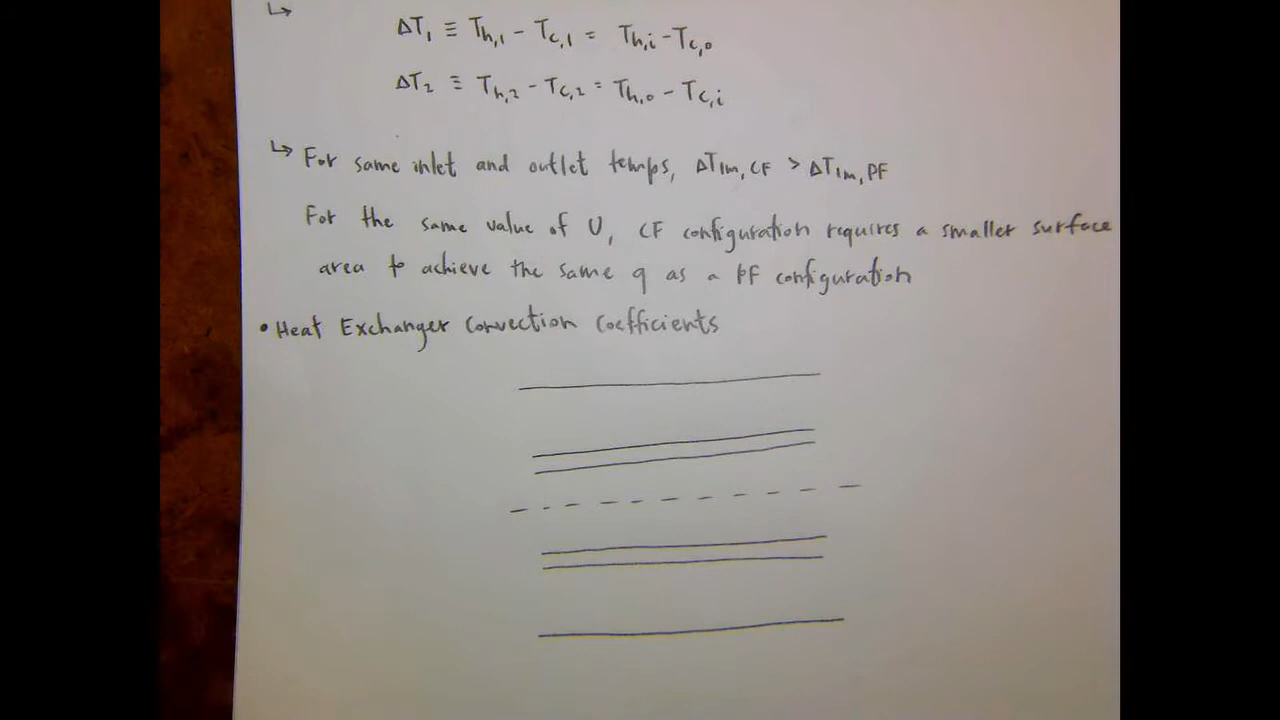 ↳
ΔT₁ ≡ Th,1 - Tc,1 = Th,i - Tc,o
ΔT₂ ≡ Th,2 - Tc,2 = Th,o - Tc,i
↳ For same inlet and outlet temps, ΔTlm,CF > ΔTlm,PF
For the same value of U, CF configuration requires a smaller surface
area to achieve the same q as a PF configuration
• Heat Exchanger Convection Coefficients